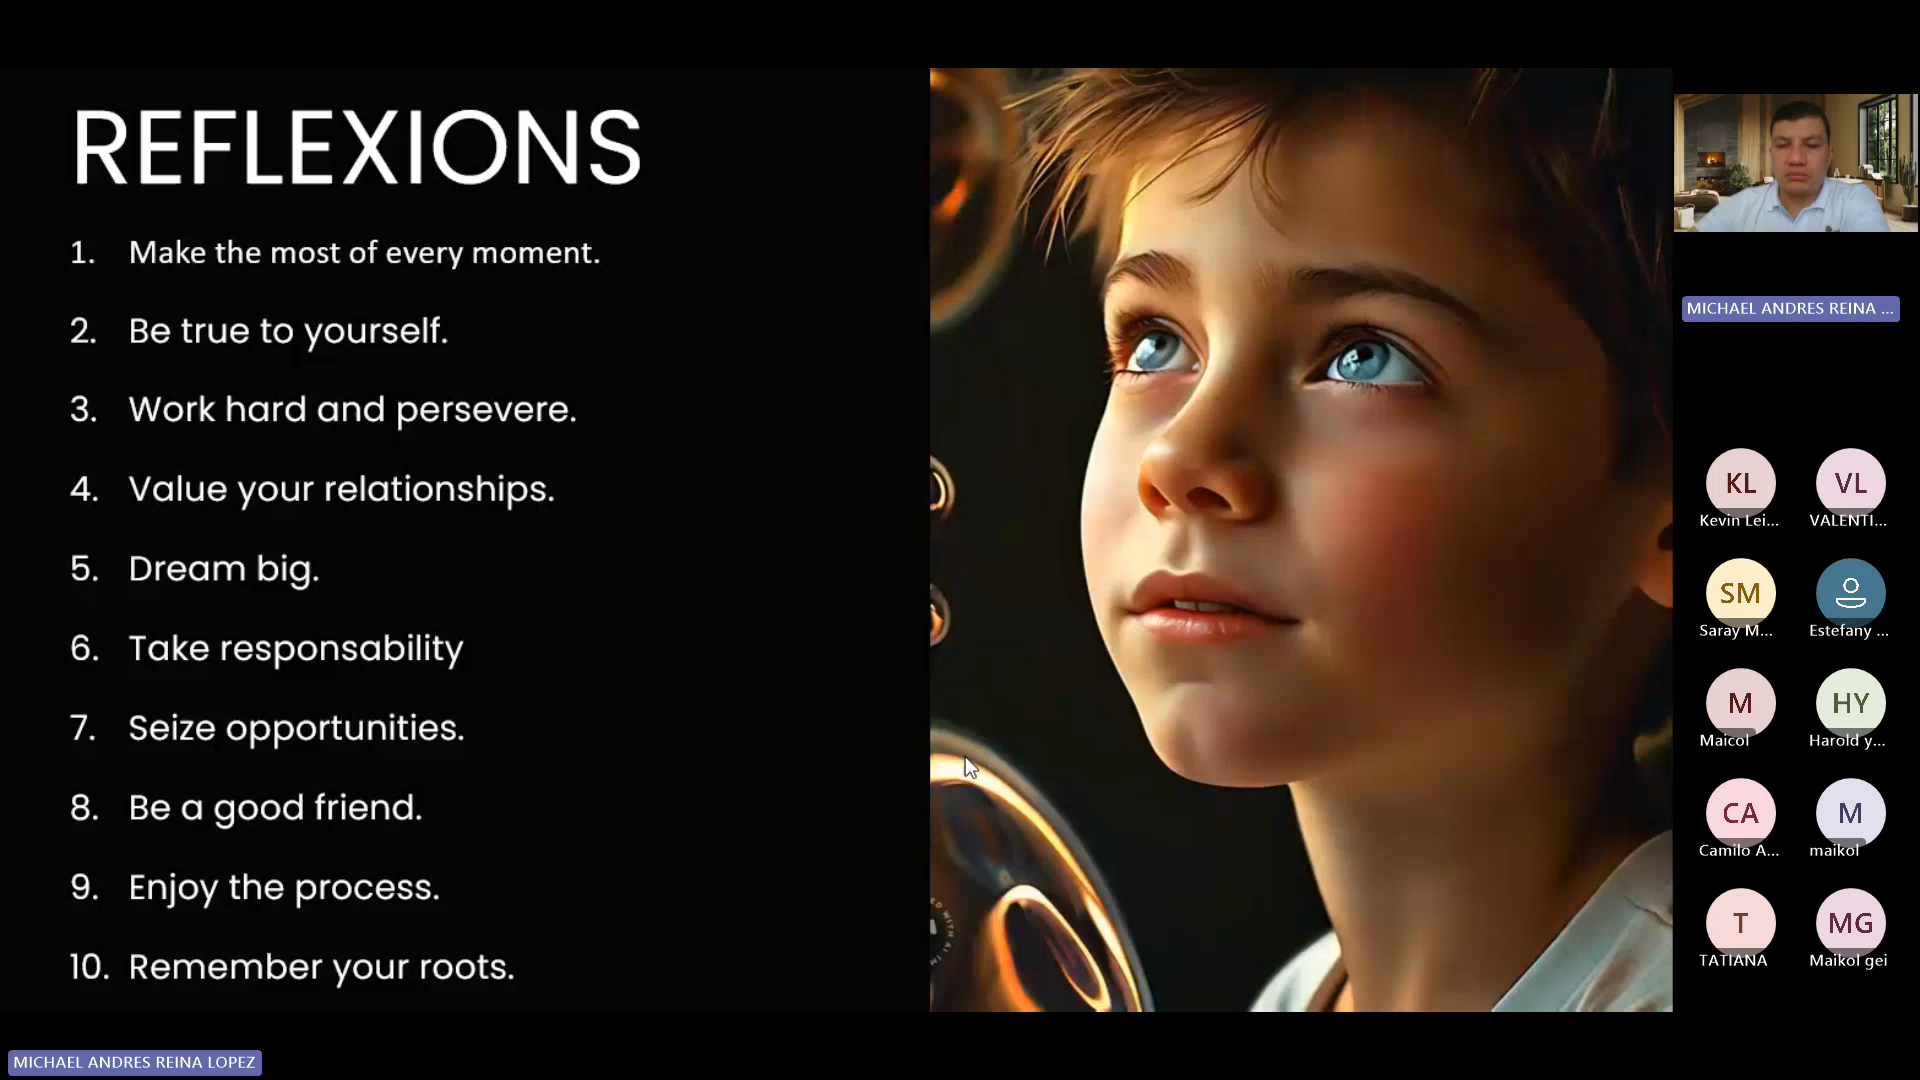 REFLEXIONS
1. Make the most of every moment.
2. Be true to yourself.
3. Work hard and persevere.
4. Value your relationships.
5. Dream big.
6. Take responsability
7. Seize opportunities.
8. Be a good friend.
9. Enjoy the process.
10. Remember your roots.
MICHAEL ANDRES REINA ...
KL VL
Kevin Lei... VALENTI...
SM
Saray M... Estefany ...
M HY
Maicol Harold y...
CA M
Camilo A... maikol
T MG
TATIANA Maikol gei
MICHAEL ANDRES REINA LOPEZ